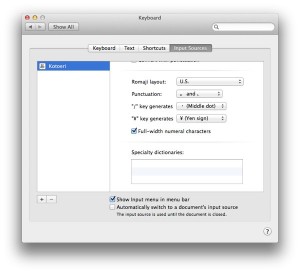 Keyboard
Show All
Keyboard Text Shortcuts Input Sources
Kotoeri
Romaji layout: U.S.
Punctuation: 。 and 、
"/" key generates ・ (Middle dot)
"¥" key generates ¥ (Yen sign)
Full-width numeral characters
Specialty dictionaries:
+ −
Show Input menu in menu bar
Automatically switch to a document's input source
The input source is used until the document is closed.
?